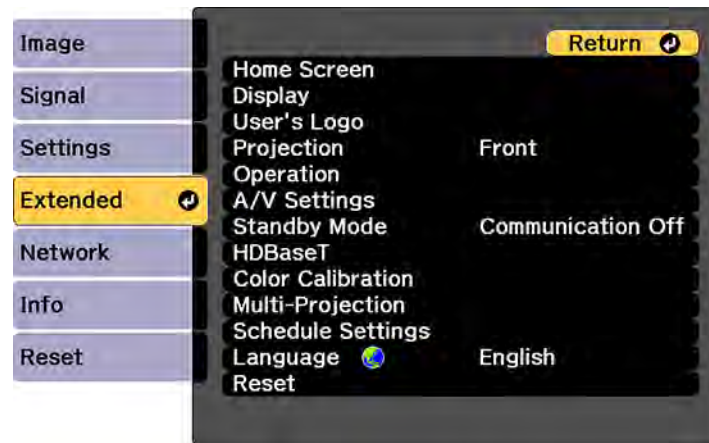 Image
Signal
Settings
Extended
Network
Info
Reset
Return
Home Screen
Display
User's Logo
Projection Front
Operation
A/V Settings
Standby Mode Communication Off
HDBaseT
Color Calibration
Multi-Projection
Schedule Settings
Language English
Reset